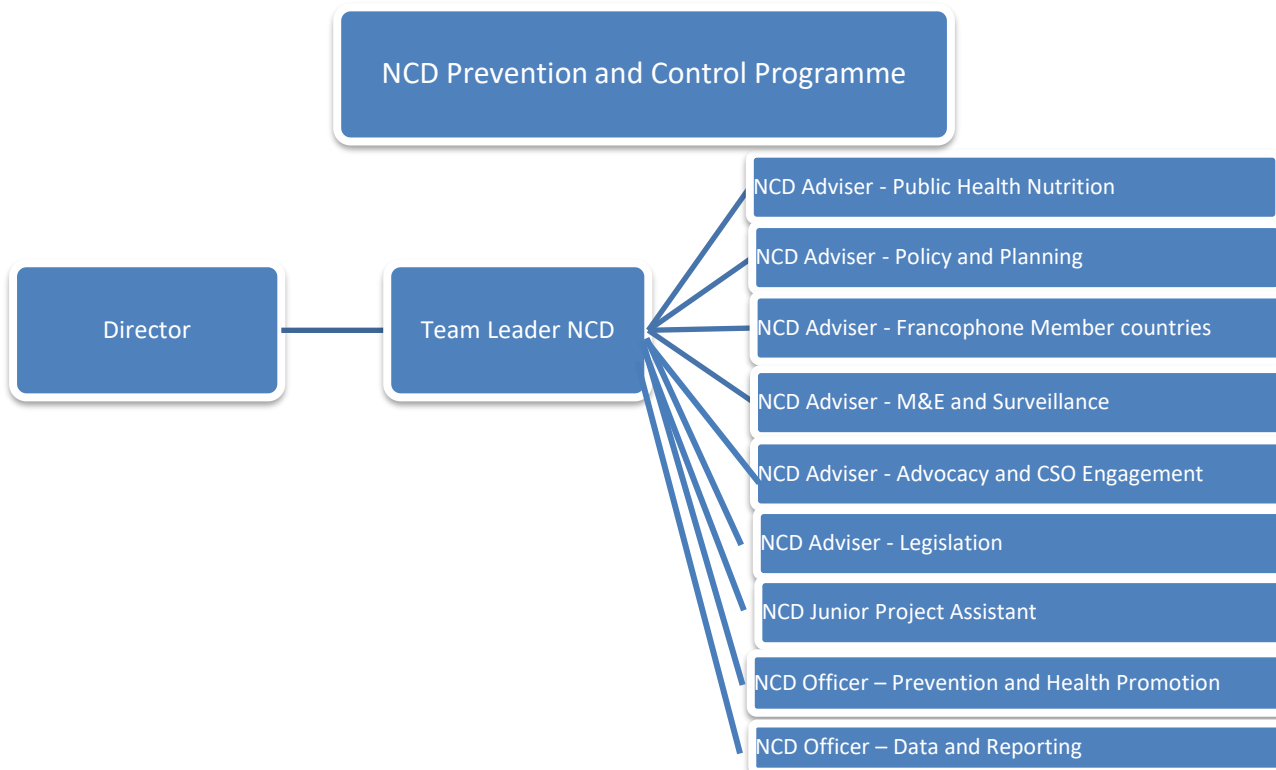 NCD Prevention and Control Programme
Director
Team Leader NCD
NCD Adviser - Public Health Nutrition
NCD Adviser - Policy and Planning
NCD Adviser - Francophone Member countries
NCD Adviser - M&E and Surveillance
NCD Adviser - Advocacy and CSO Engagement
NCD Adviser - Legislation
NCD Junior Project Assistant
NCD Officer – Prevention and Health Promotion
NCD Officer – Data and Reporting